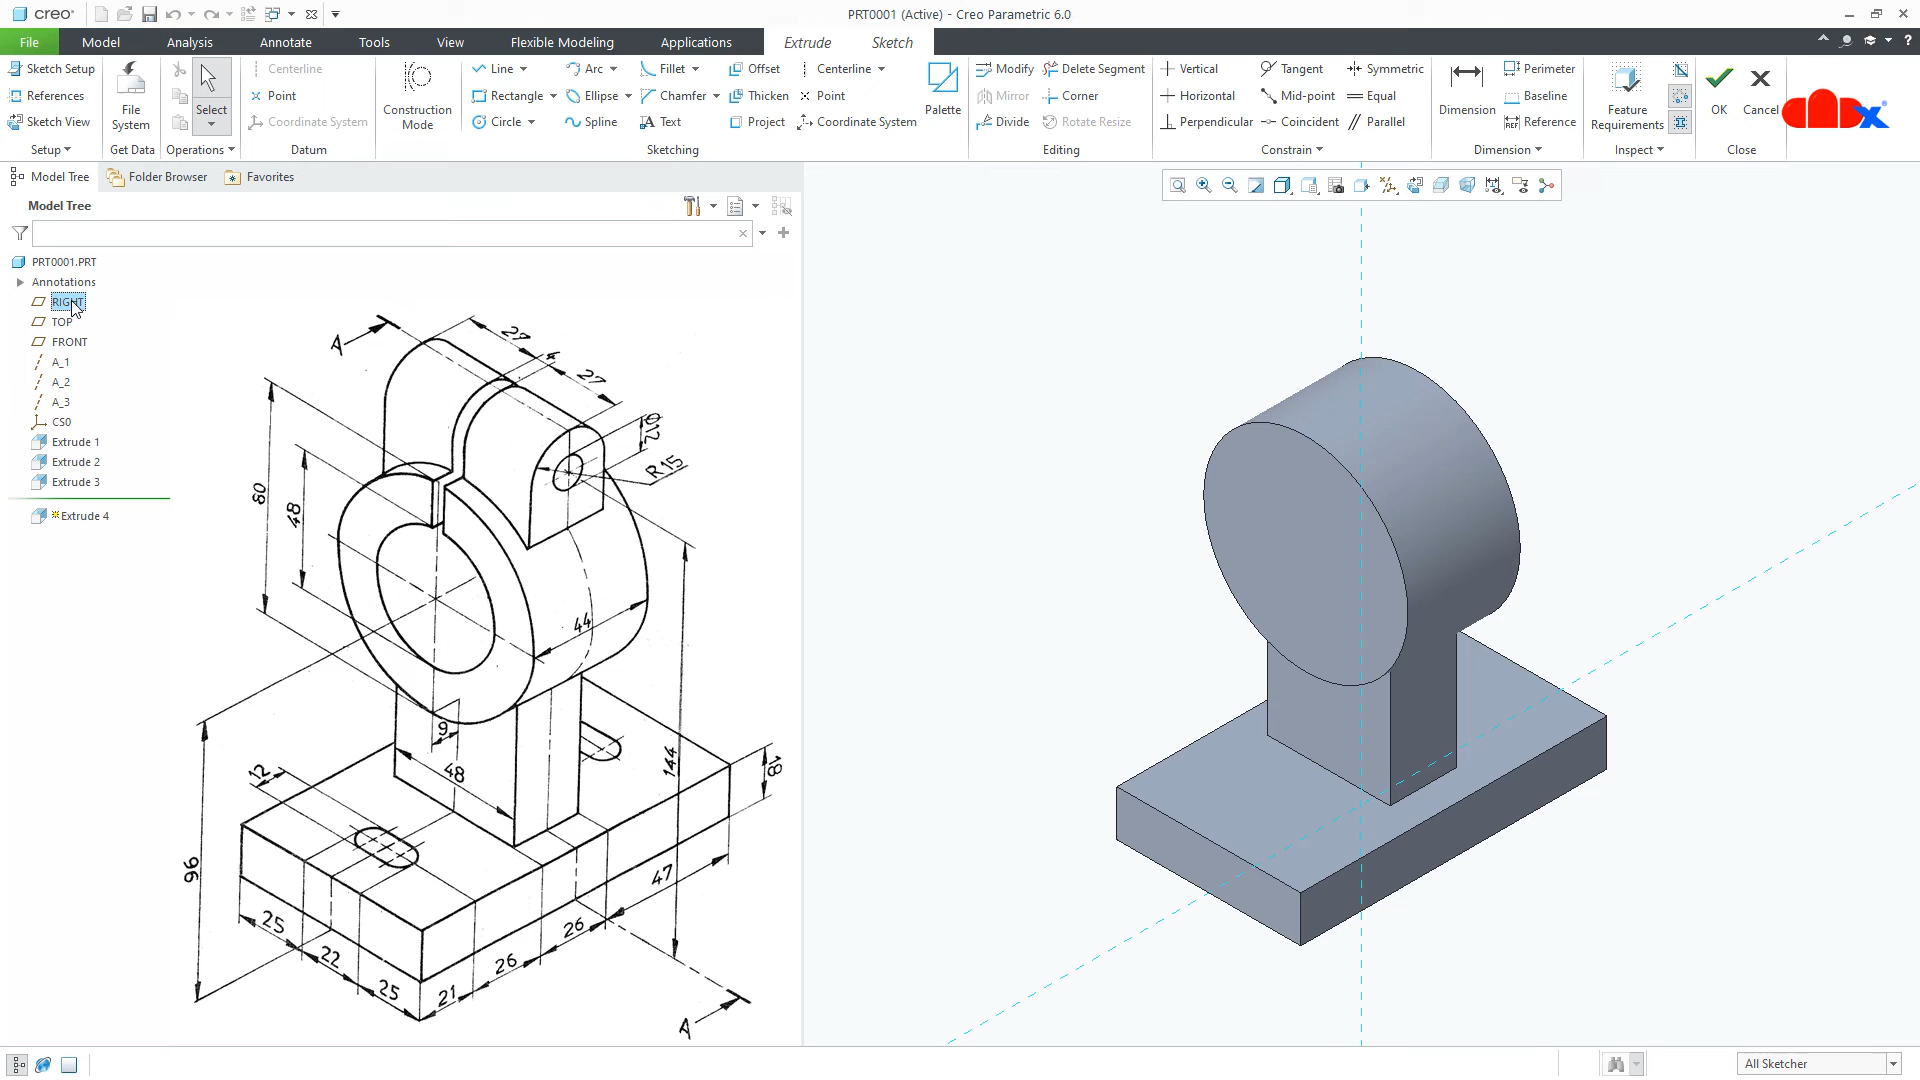 creo
PRT0001 (Active) - Creo Parametric 6.0
File Model Analysis Annotate Tools View Flexible Modeling Applications Extrude Sketch
Sketch Setup
References
Sketch View
Setup
File System
Get Data
Select
Operations
Centerline
Point
Coordinate System
Datum
Construction Mode
Line Arc Fillet Offset Centerline
Rectangle Ellipse Chamfer Thicken Point
Circle Spline Text Project Coordinate System
Palette
Sketching
Modify Delete Segment
Mirror Corner
Divide Rotate Resize
Editing
Vertical Tangent Symmetric
Horizontal Mid-point Equal
Perpendicular Coincident Parallel
Constrain
Dimension
Perimeter
Baseline
Reference
Dimension
Feature Requirements
Inspect
OK Cancel
Close
Model Tree Folder Browser Favorites
Model Tree
PRT0001.PRT
Annotations
RIGHT
TOP
FRONT
A_1
A_2
A_3
CS0
Extrude 1
Extrude 2
Extrude 3
Extrude 4
A
27
4
27
Ø12
R15
80
48
44
9
48
12
144
18
96
47
25
22
25
21
26
26
A
All Sketcher